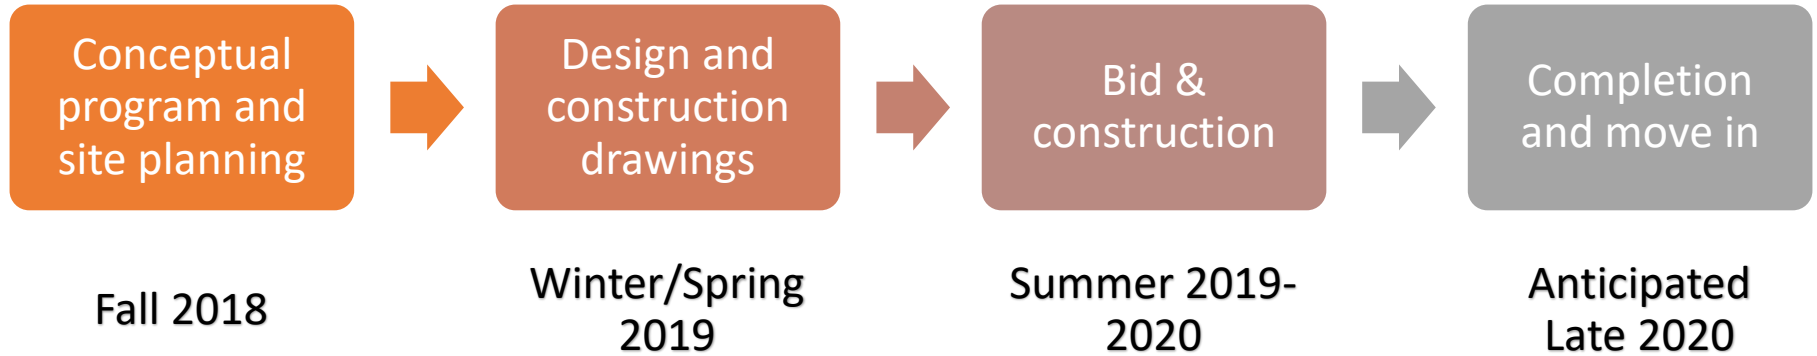 Conceptual
program and
site planning
Design and
construction
drawings
Bid &
construction
Completion
and move in
Fall 2018
Winter/Spring
2019
Summer 2019-
2020
Anticipated
Late 2020